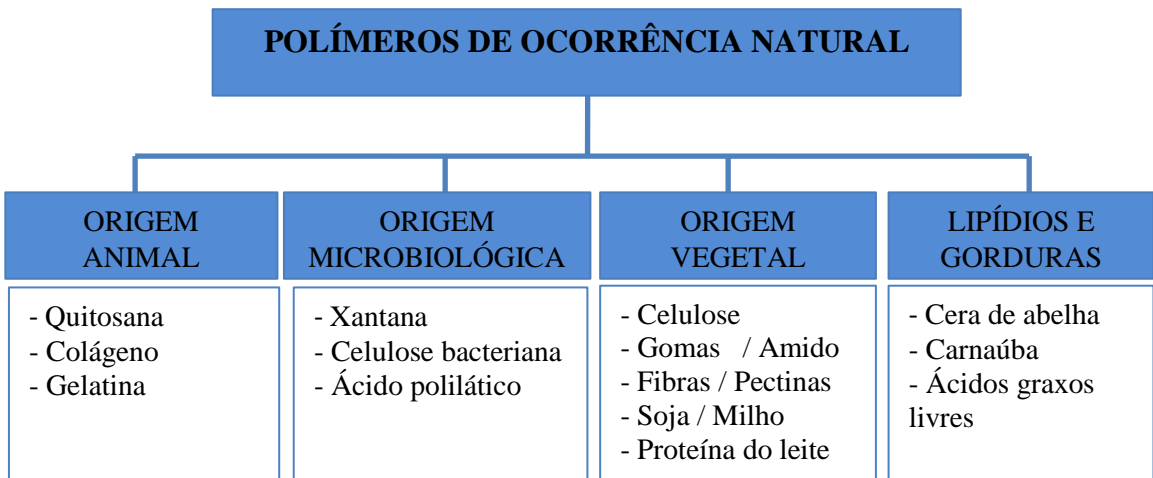 POLÍMEROS DE OCORRÊNCIA NATURAL
ORIGEM
ANIMAL
- Quitosana
- Colágeno
- Gelatina
ORIGEM
MICROBIOLÓGICA
- Xantana
- Celulose bacteriana
- Ácido polilático
ORIGEM
VEGETAL
- Celulose
- Gomas / Amido
- Fibras / Pectinas
- Soja / Milho
- Proteína do leite
LIPÍDIOS E
GORDURAS
- Cera de abelha
- Carnaúba
- Ácidos graxos
livres